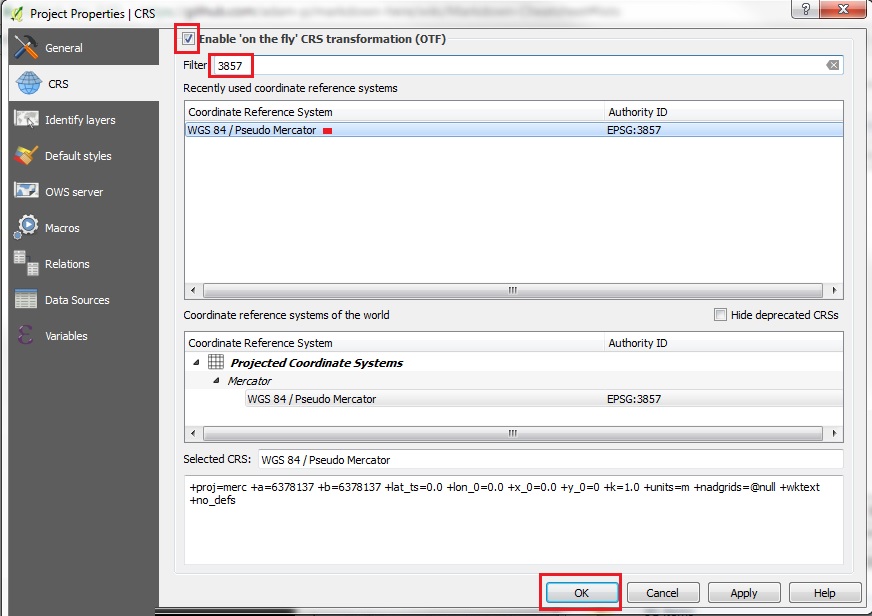 Project Properties | CRS
General
CRS
Identify layers
Default styles
OWS server
Macros
Relations
Data Sources
Variables
Enable 'on the fly' CRS transformation (OTF)
Filter 3857
Recently used coordinate reference systems
Coordinate Reference System Authority ID
WGS 84 / Pseudo Mercator EPSG:3857
Coordinate reference systems of the world Hide deprecated CRSs
Coordinate Reference System Authority ID
Projected Coordinate Systems
Mercator
WGS 84 / Pseudo Mercator EPSG:3857
Selected CRS: WGS 84 / Pseudo Mercator
+proj=merc +a=6378137 +b=6378137 +lat_ts=0.0 +lon_0=0.0 +x_0=0.0 +y_0=0 +k=1.0 +units=m +nadgrids=@null +wktext
+no_defs
OK Cancel Apply Help